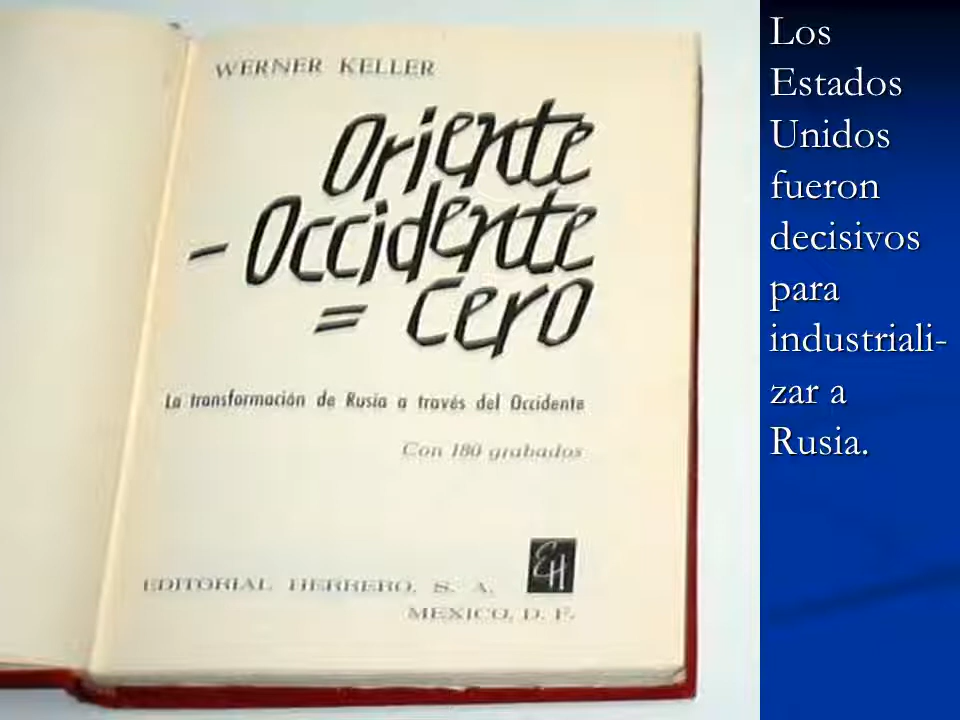 WERNER KELLER
Oriente
- Occidente
= Cero
La transformación de Rusia a través del Occidente
Con 180 grabados
EH
EDITORIAL HERRERO, S. A.
MEXICO, D. F.
Los
Estados
Unidos
fueron
decisivos
para
industriali-
zar a
Rusia.